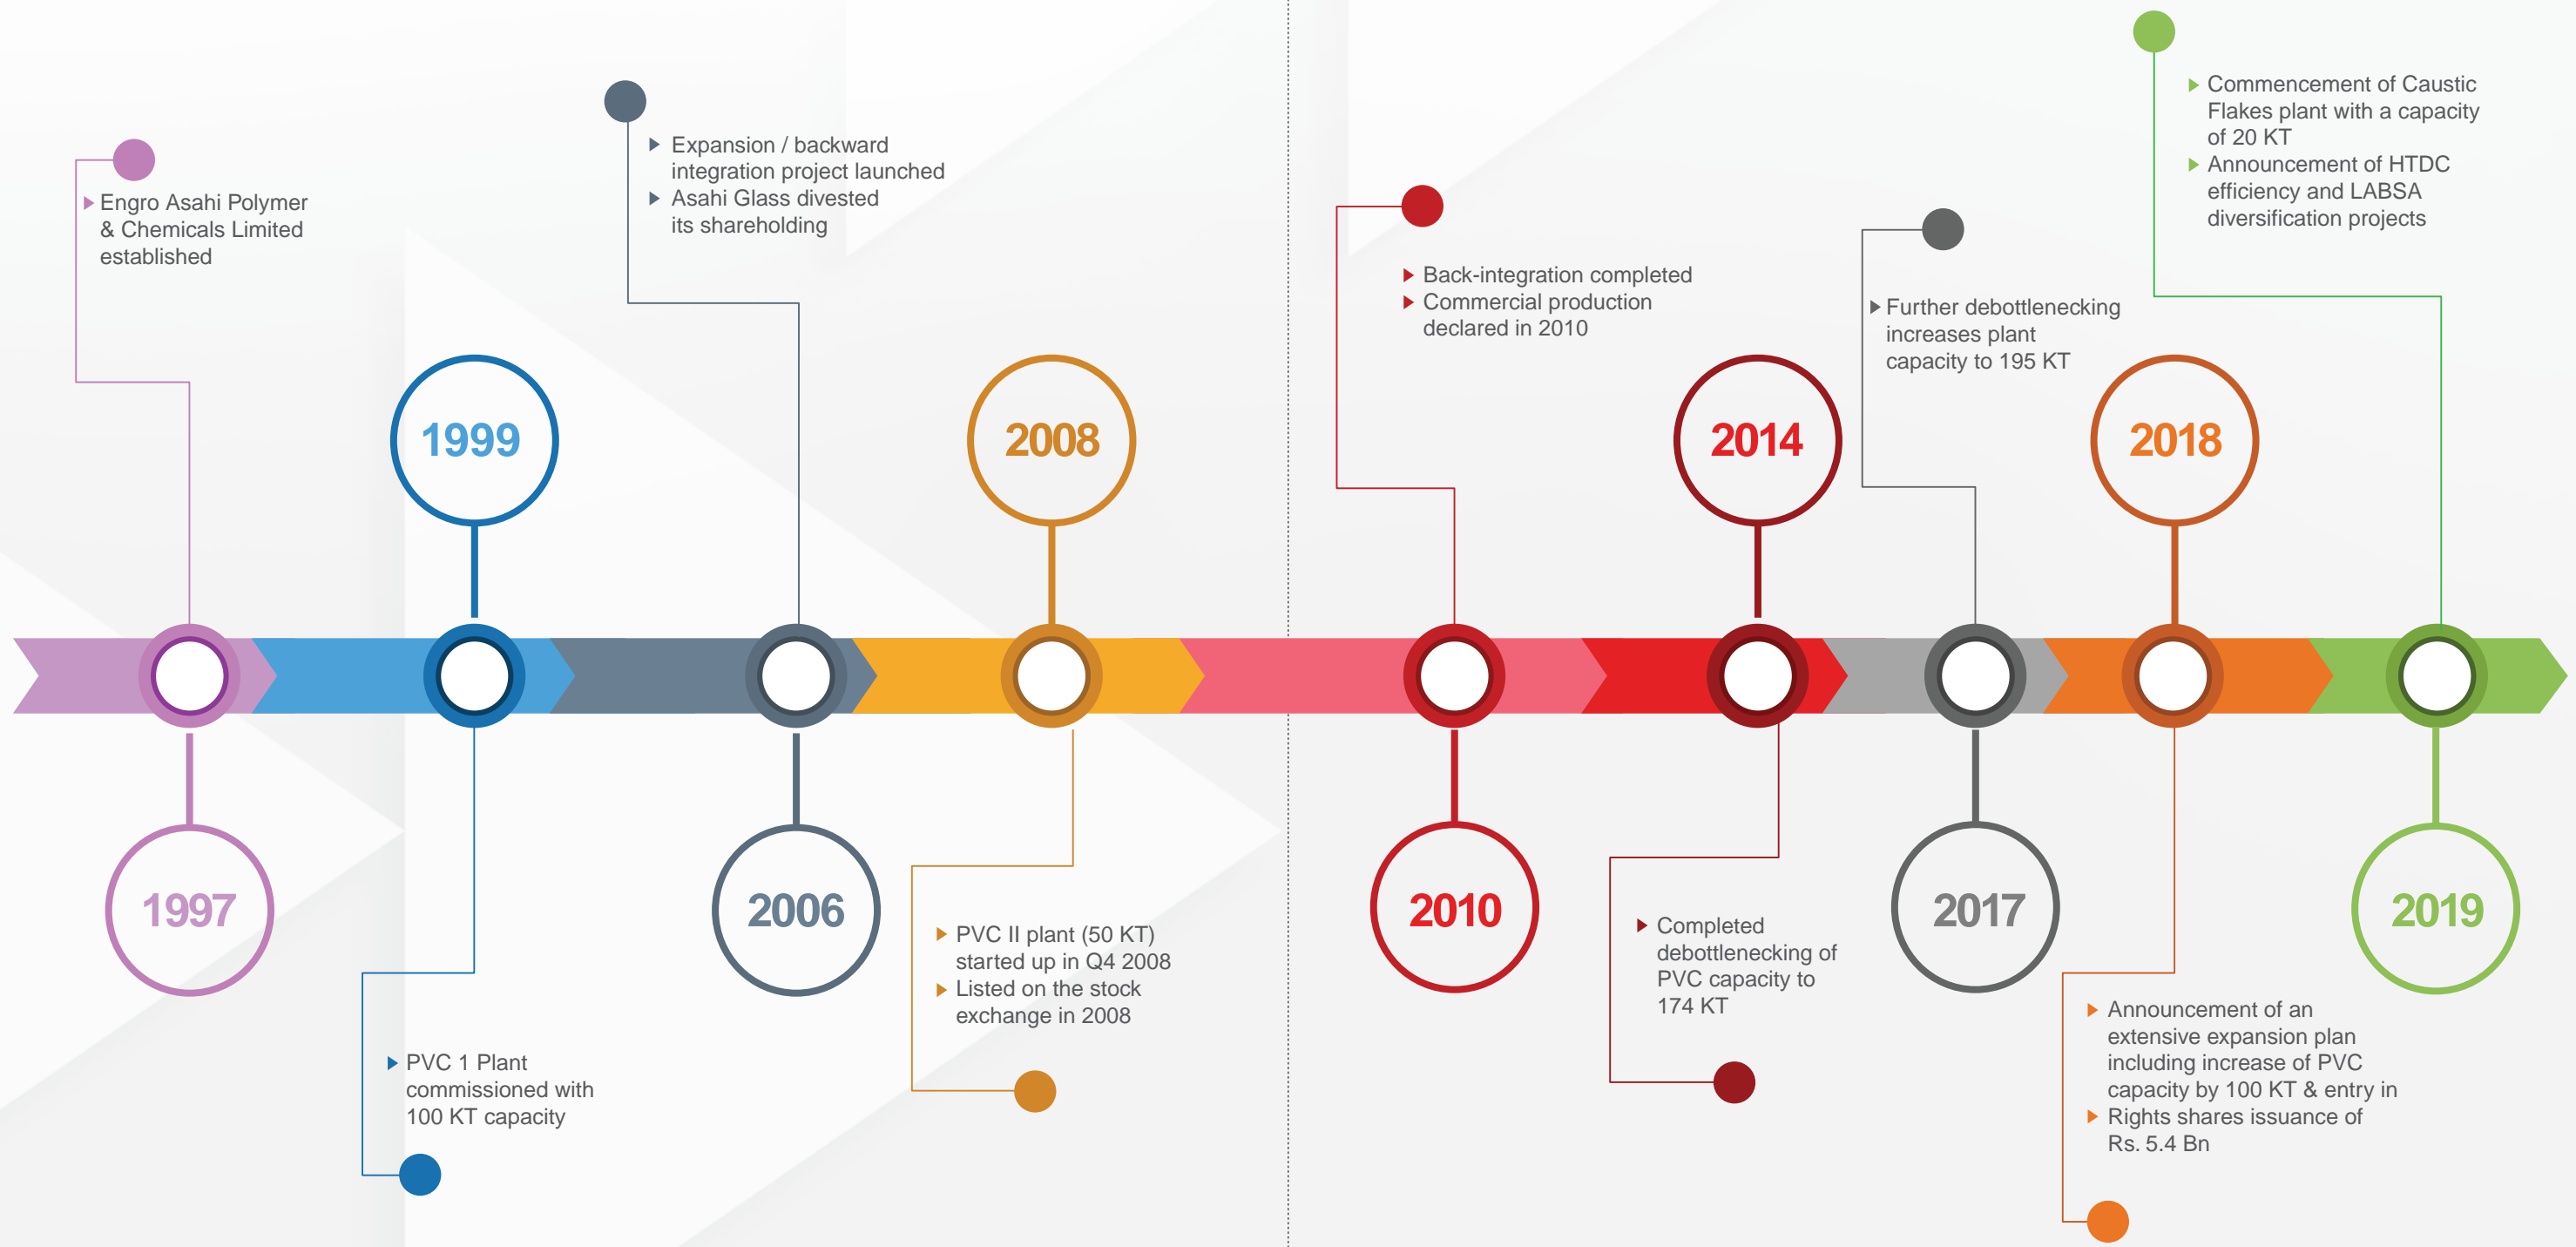 Engro Asahi Polymer
& Chemicals Limited
established
1997
1999
PVC 1 Plant
commissioned with
100 KT capacity
Expansion / backward
integration project launched
Asahi Glass divested
its shareholding
2006
2008
PVC II plant (50 KT)
started up in Q4 2008
Listed on the stock
exchange in 2008
Back-integration completed
Commercial production
declared in 2010
2010
2014
Completed
debottlenecking of
PVC capacity to
174 KT
Further debottlenecking
increases plant
capacity to 195 KT
2017
2018
Announcement of an
extensive expansion plan
including increase of PVC
capacity by 100 KT & entry in
Rights shares issuance of
Rs. 5.4 Bn
Commencement of Caustic
Flakes plant with a capacity
of 20 KT
Announcement of HTDC
efficiency and LABSA
diversification projects
2019